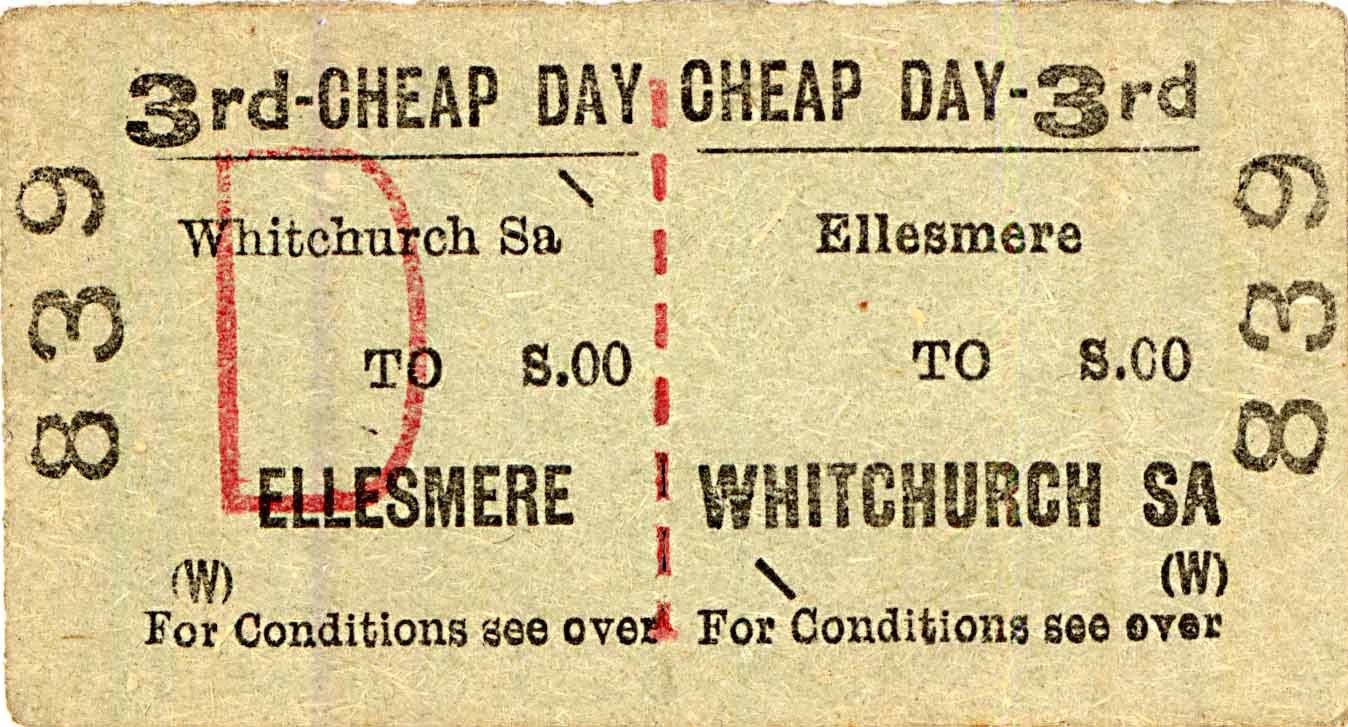 3rd-CHEAP DAY
Whitchurch Sa
TO S.00
ELLESMERE
(W)
For Conditions see over
D
839
CHEAP DAY-3rd
Ellesmere
TO S.00
WHITCHURCH SA
(W)
For Conditions see over
839